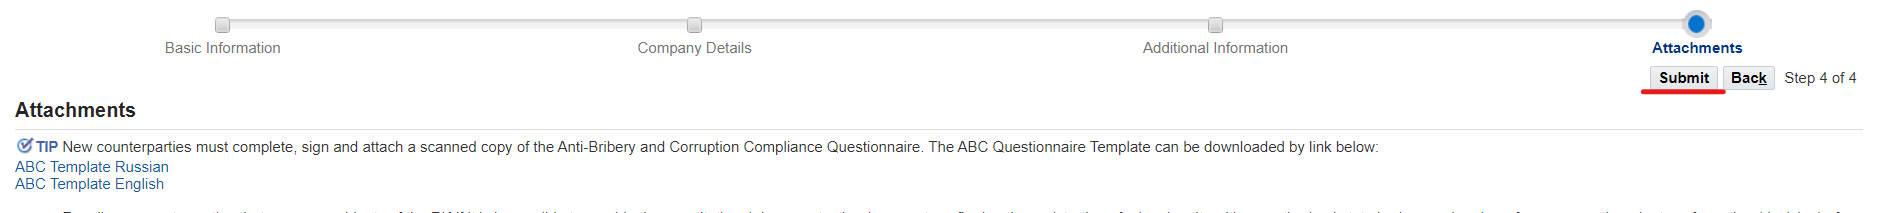 Basic Information
Company Details
Additional Information
Attachments
Submit Back Step 4 of 4
Attachments
TIP New counterparties must complete, sign and attach a scanned copy of the Anti-Bribery and Corruption Compliance Questionnaire. The ABC Questionnaire Template can be downloaded by link below:
ABC Template Russian
ABC Template English